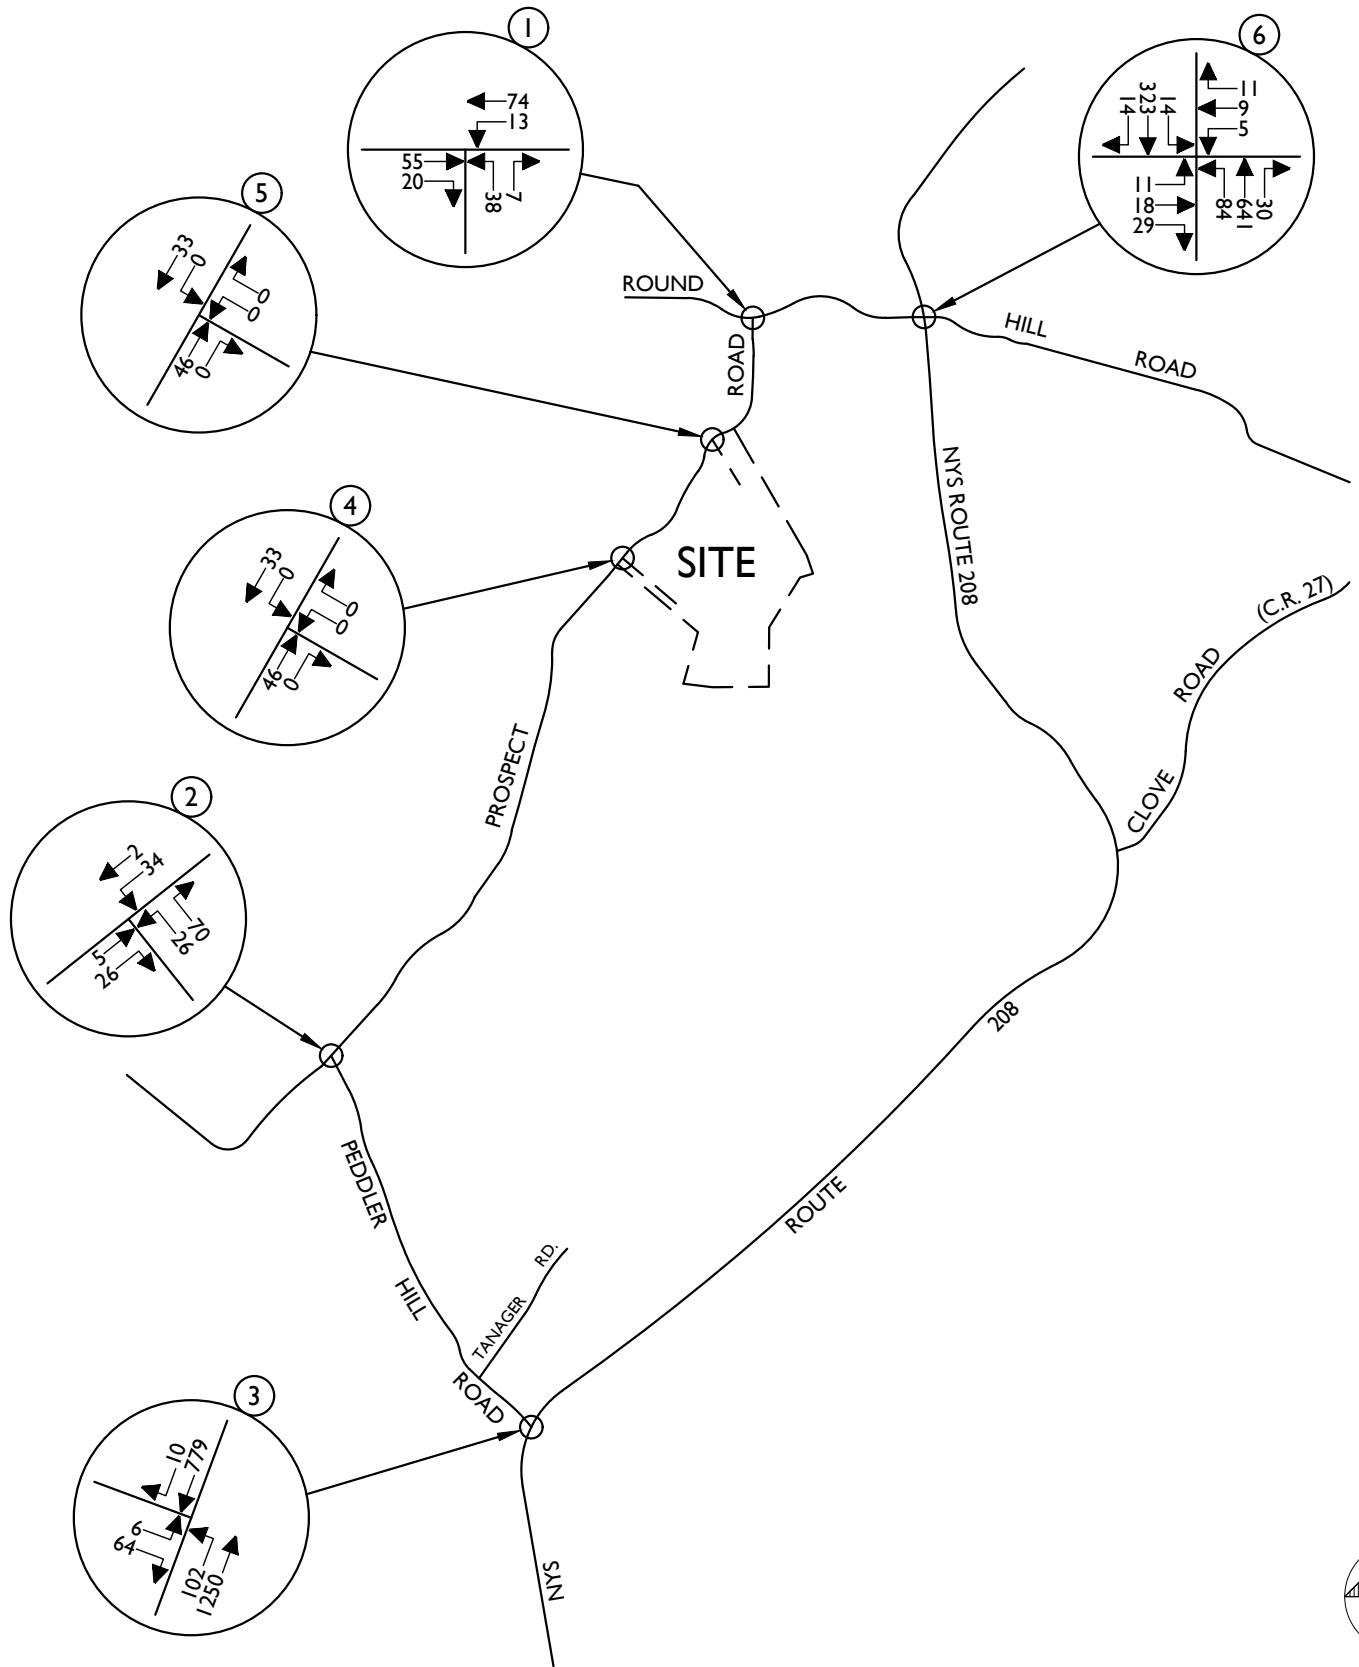 1
74
13
55
20
38
7
6
14
323
14
11
9
5
11
18
29
84
641
30
5
33
0
0
0
46
0
ROUND
HILL
ROAD
ROAD
4
33
0
0
0
46
0
SITE
NYS ROUTE 208
(C.R. 27)
ROAD
CLOVE
PROSPECT
2
2
34
70
26
5
26
208
ROUTE
PEDDLER
HILL
ROAD
TANAGER
RD.
3
10
779
6
64
102
1250
NYS